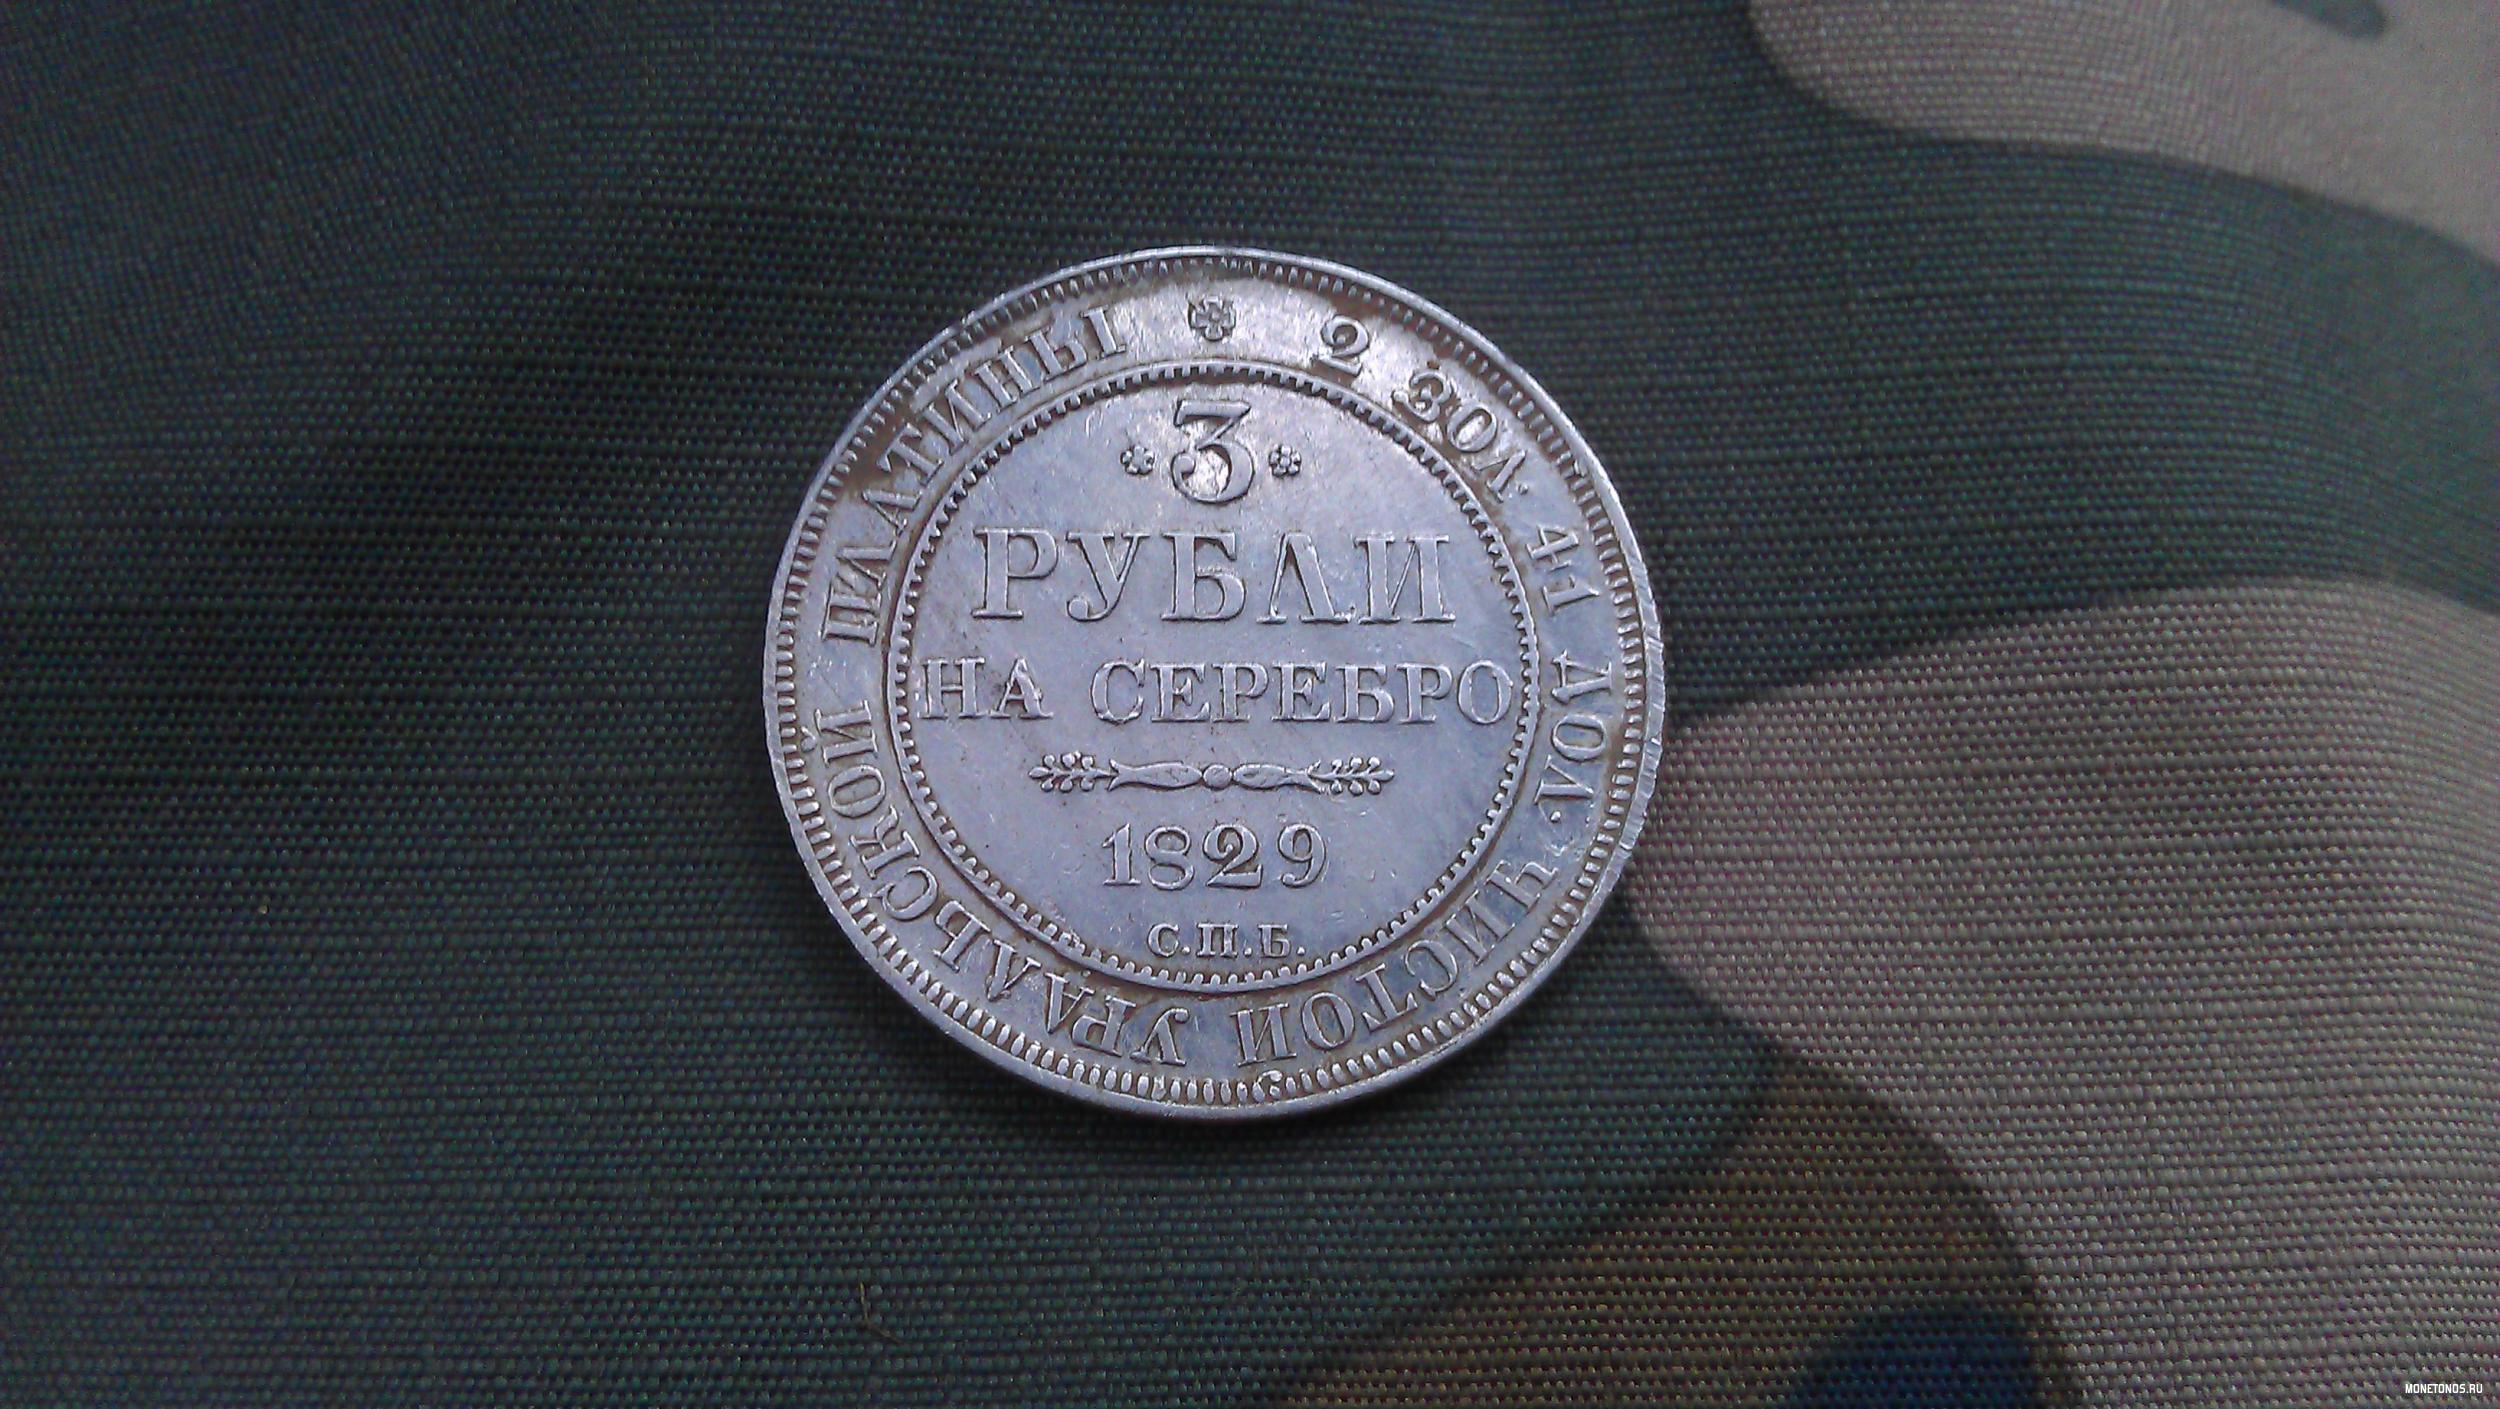 3
РУБЛИ
НА СЕРЕБРО
1829
С.П.Б.
2 ЗОЛ. 41 ДОЛ. ЧИСТОЙ УРАЛЬСКОЙ ПЛАТИНЫ
MONETONOS.RU